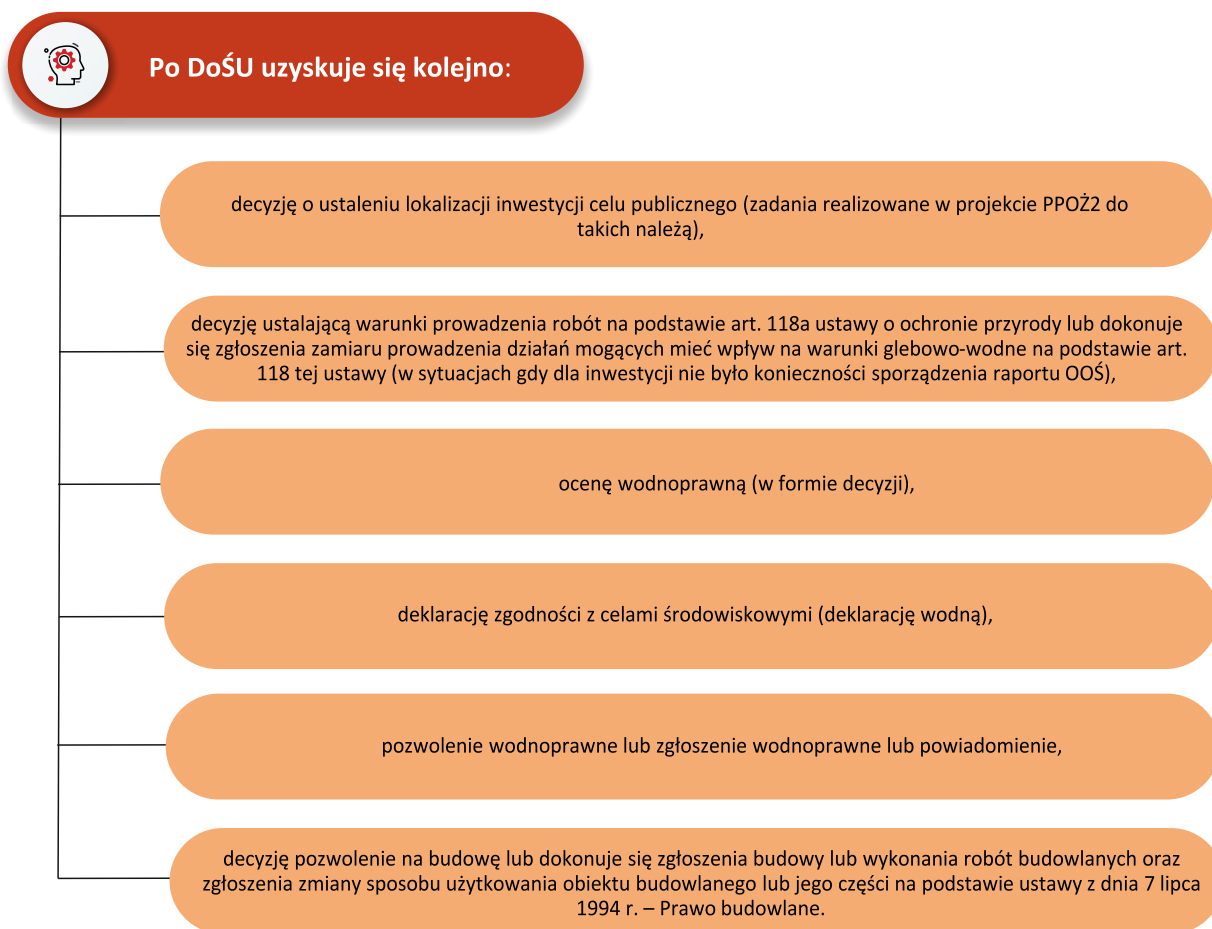 Po DoŚU uzyskuje się kolejno:
decyzję o ustaleniu lokalizacji inwestycji celu publicznego (zadania realizowane w projekcie PPOŻ2 do
takich należą),
decyzję ustalającą warunki prowadzenia robót na podstawie art. 118a ustawy o ochronie przyrody lub dokonuje
się zgłoszenia zamiaru prowadzenia działań mogących mieć wpływ na warunki glebowo-wodne na podstawie art.
118 tej ustawy (w sytuacjach gdy dla inwestycji nie było konieczności sporządzenia raportu OOŚ),
ocenę wodnoprawną (w formie decyzji),
deklarację zgodności z celami środowiskowymi (deklarację wodną),
pozwolenie wodnoprawne lub zgłoszenie wodnoprawne lub powiadomienie,
decyzję pozwolenie na budowę lub dokonuje się zgłoszenia budowy lub wykonania robót budowlanych oraz
zgłoszenia zmiany sposobu użytkowania obiektu budowlanego lub jego części na podstawie ustawy z dnia 7 lipca
1994 r. – Prawo budowlane.